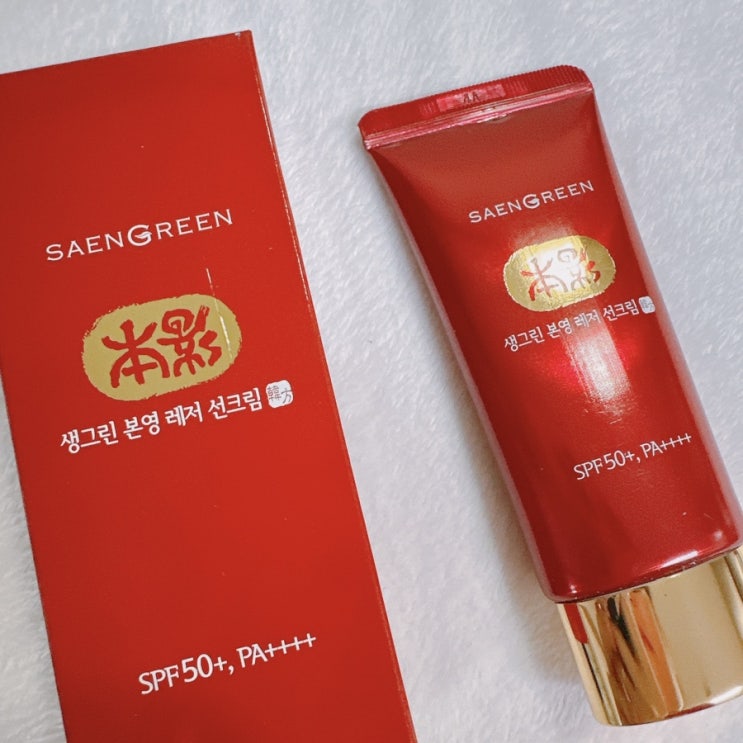 SAENGREEN
本影
생그린 본영 레저 선크림 韓方
SPF50+, PA++++
SAENGREEN
本影
생그린 본영 레저 선크림
SPF50+, PA++++